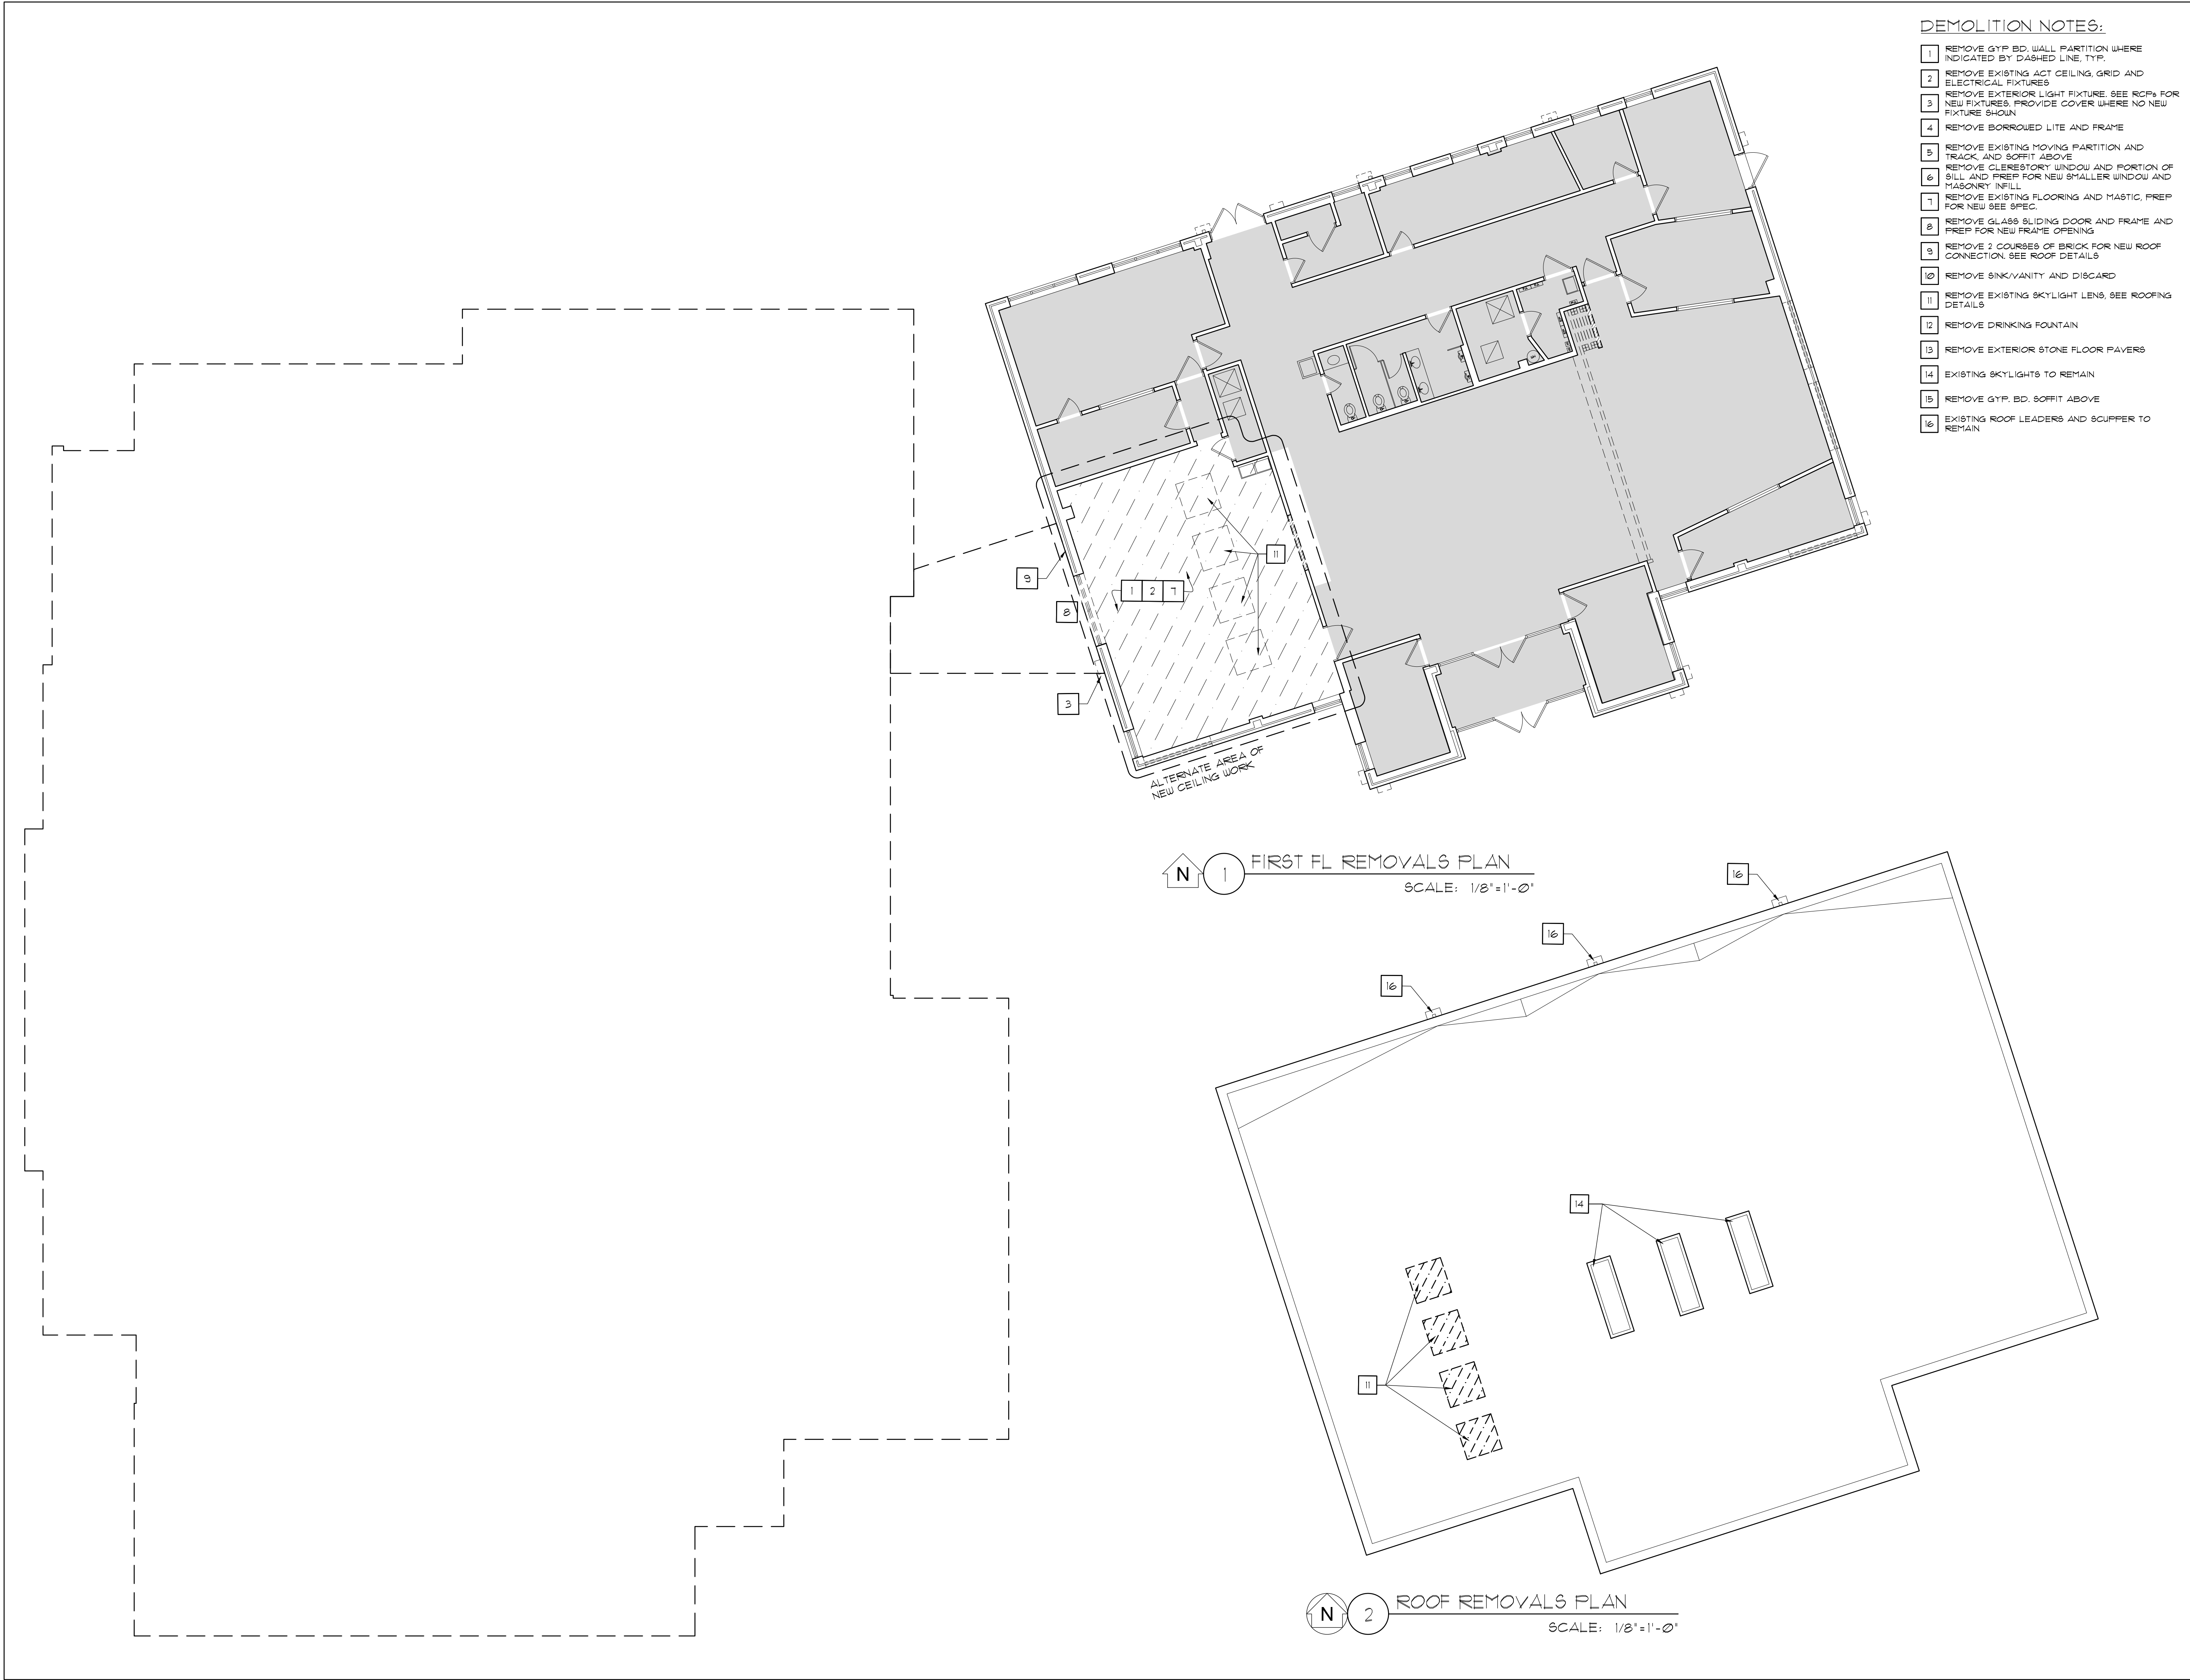 DEMOLITION NOTES:
1 REMOVE GYP BD. WALL PARTITION WHERE
INDICATED BY DASHED LINE, TYP.
2 REMOVE EXISTING ACT CEILING, GRID AND
ELECTRICAL FIXTURES
3 REMOVE EXTERIOR LIGHT FIXTURE. SEE RCPs FOR
NEW FIXTURES. PROVIDE COVER WHERE NO NEW
FIXTURE SHOWN
4 REMOVE BORROWED LITE AND FRAME
5 REMOVE EXISTING MOVING PARTITION AND
TRACK, AND SOFFIT ABOVE
6 REMOVE CLERESTORY WINDOW AND PORTION OF
SILL AND PREP FOR NEW SMALLER WINDOW AND
MASONRY INFILL
7 REMOVE EXISTING FLOORING AND MASTIC, PREP
FOR NEW SEE SPEC.
8 REMOVE GLASS SLIDING DOOR AND FRAME AND
PREP FOR NEW FRAME OPENING
9 REMOVE 2 COURSES OF BRICK FOR NEW ROOF
CONNECTION. SEE ROOF DETAILS
10 REMOVE SINK/VANITY AND DISCARD
11 REMOVE EXISTING SKYLIGHT LENS, SEE ROOFING
DETAILS
12 REMOVE DRINKING FOUNTAIN
13 REMOVE EXTERIOR STONE FLOOR PAVERS
14 EXISTING SKYLIGHTS TO REMAIN
15 REMOVE GYP. BD. SOFFIT ABOVE
16 EXISTING ROOF LEADERS AND SCUPPER TO
REMAIN
11
9
1 2 7
8
3
ALTERNATE AREA OF
NEW CEILING WORK
N 1 FIRST FL REMOVALS PLAN
SCALE: 1/8"=1'-0"
16
16
16
14
11
N 2 ROOF REMOVALS PLAN
SCALE: 1/8"=1'-0"